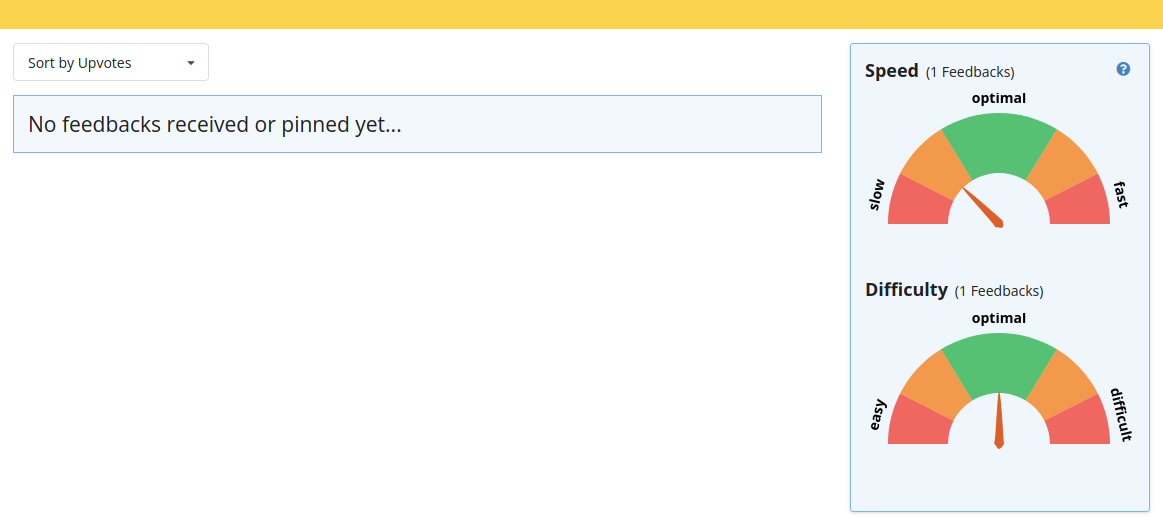 Sort by Upvotes
No feedbacks received or pinned yet...
Speed (1 Feedbacks)
?
optimal
slow
fast
Difficulty (1 Feedbacks)
optimal
easy
difficult